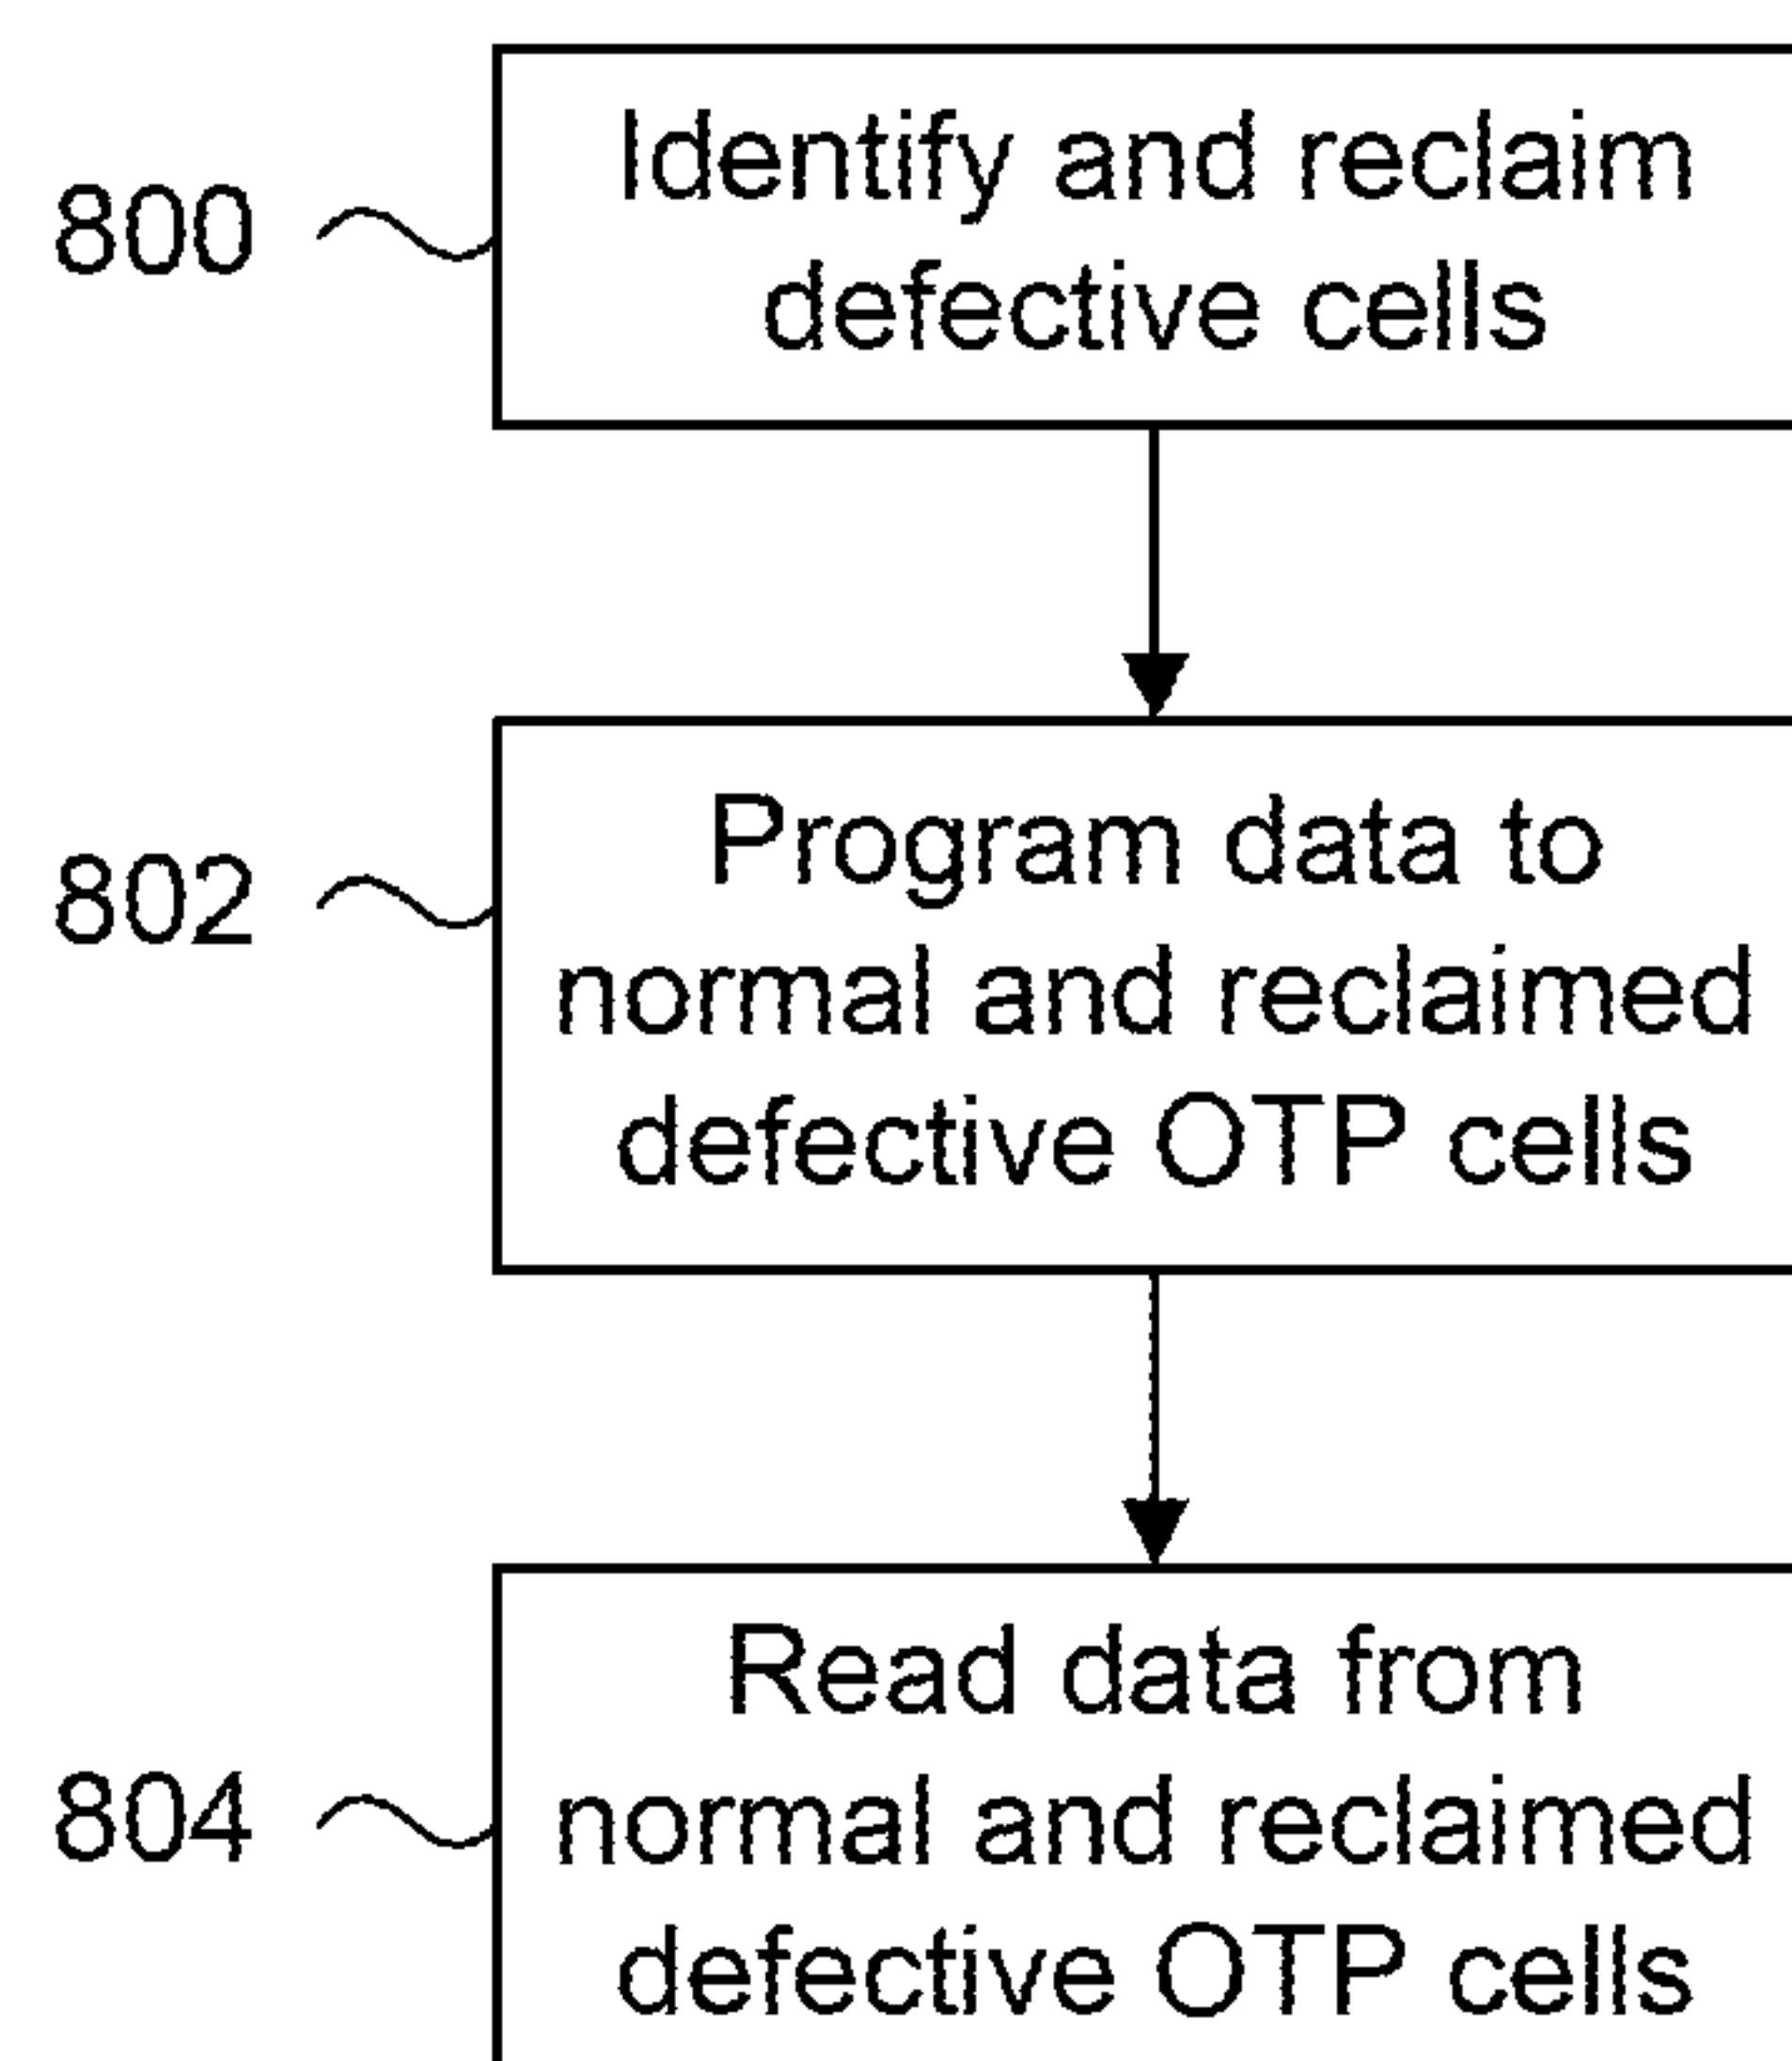 800
Identify and reclaim
defective cells
802
Program data to
normal and reclaimed
defective OTP cells
804
Read data from
normal and reclaimed
defective OTP cells